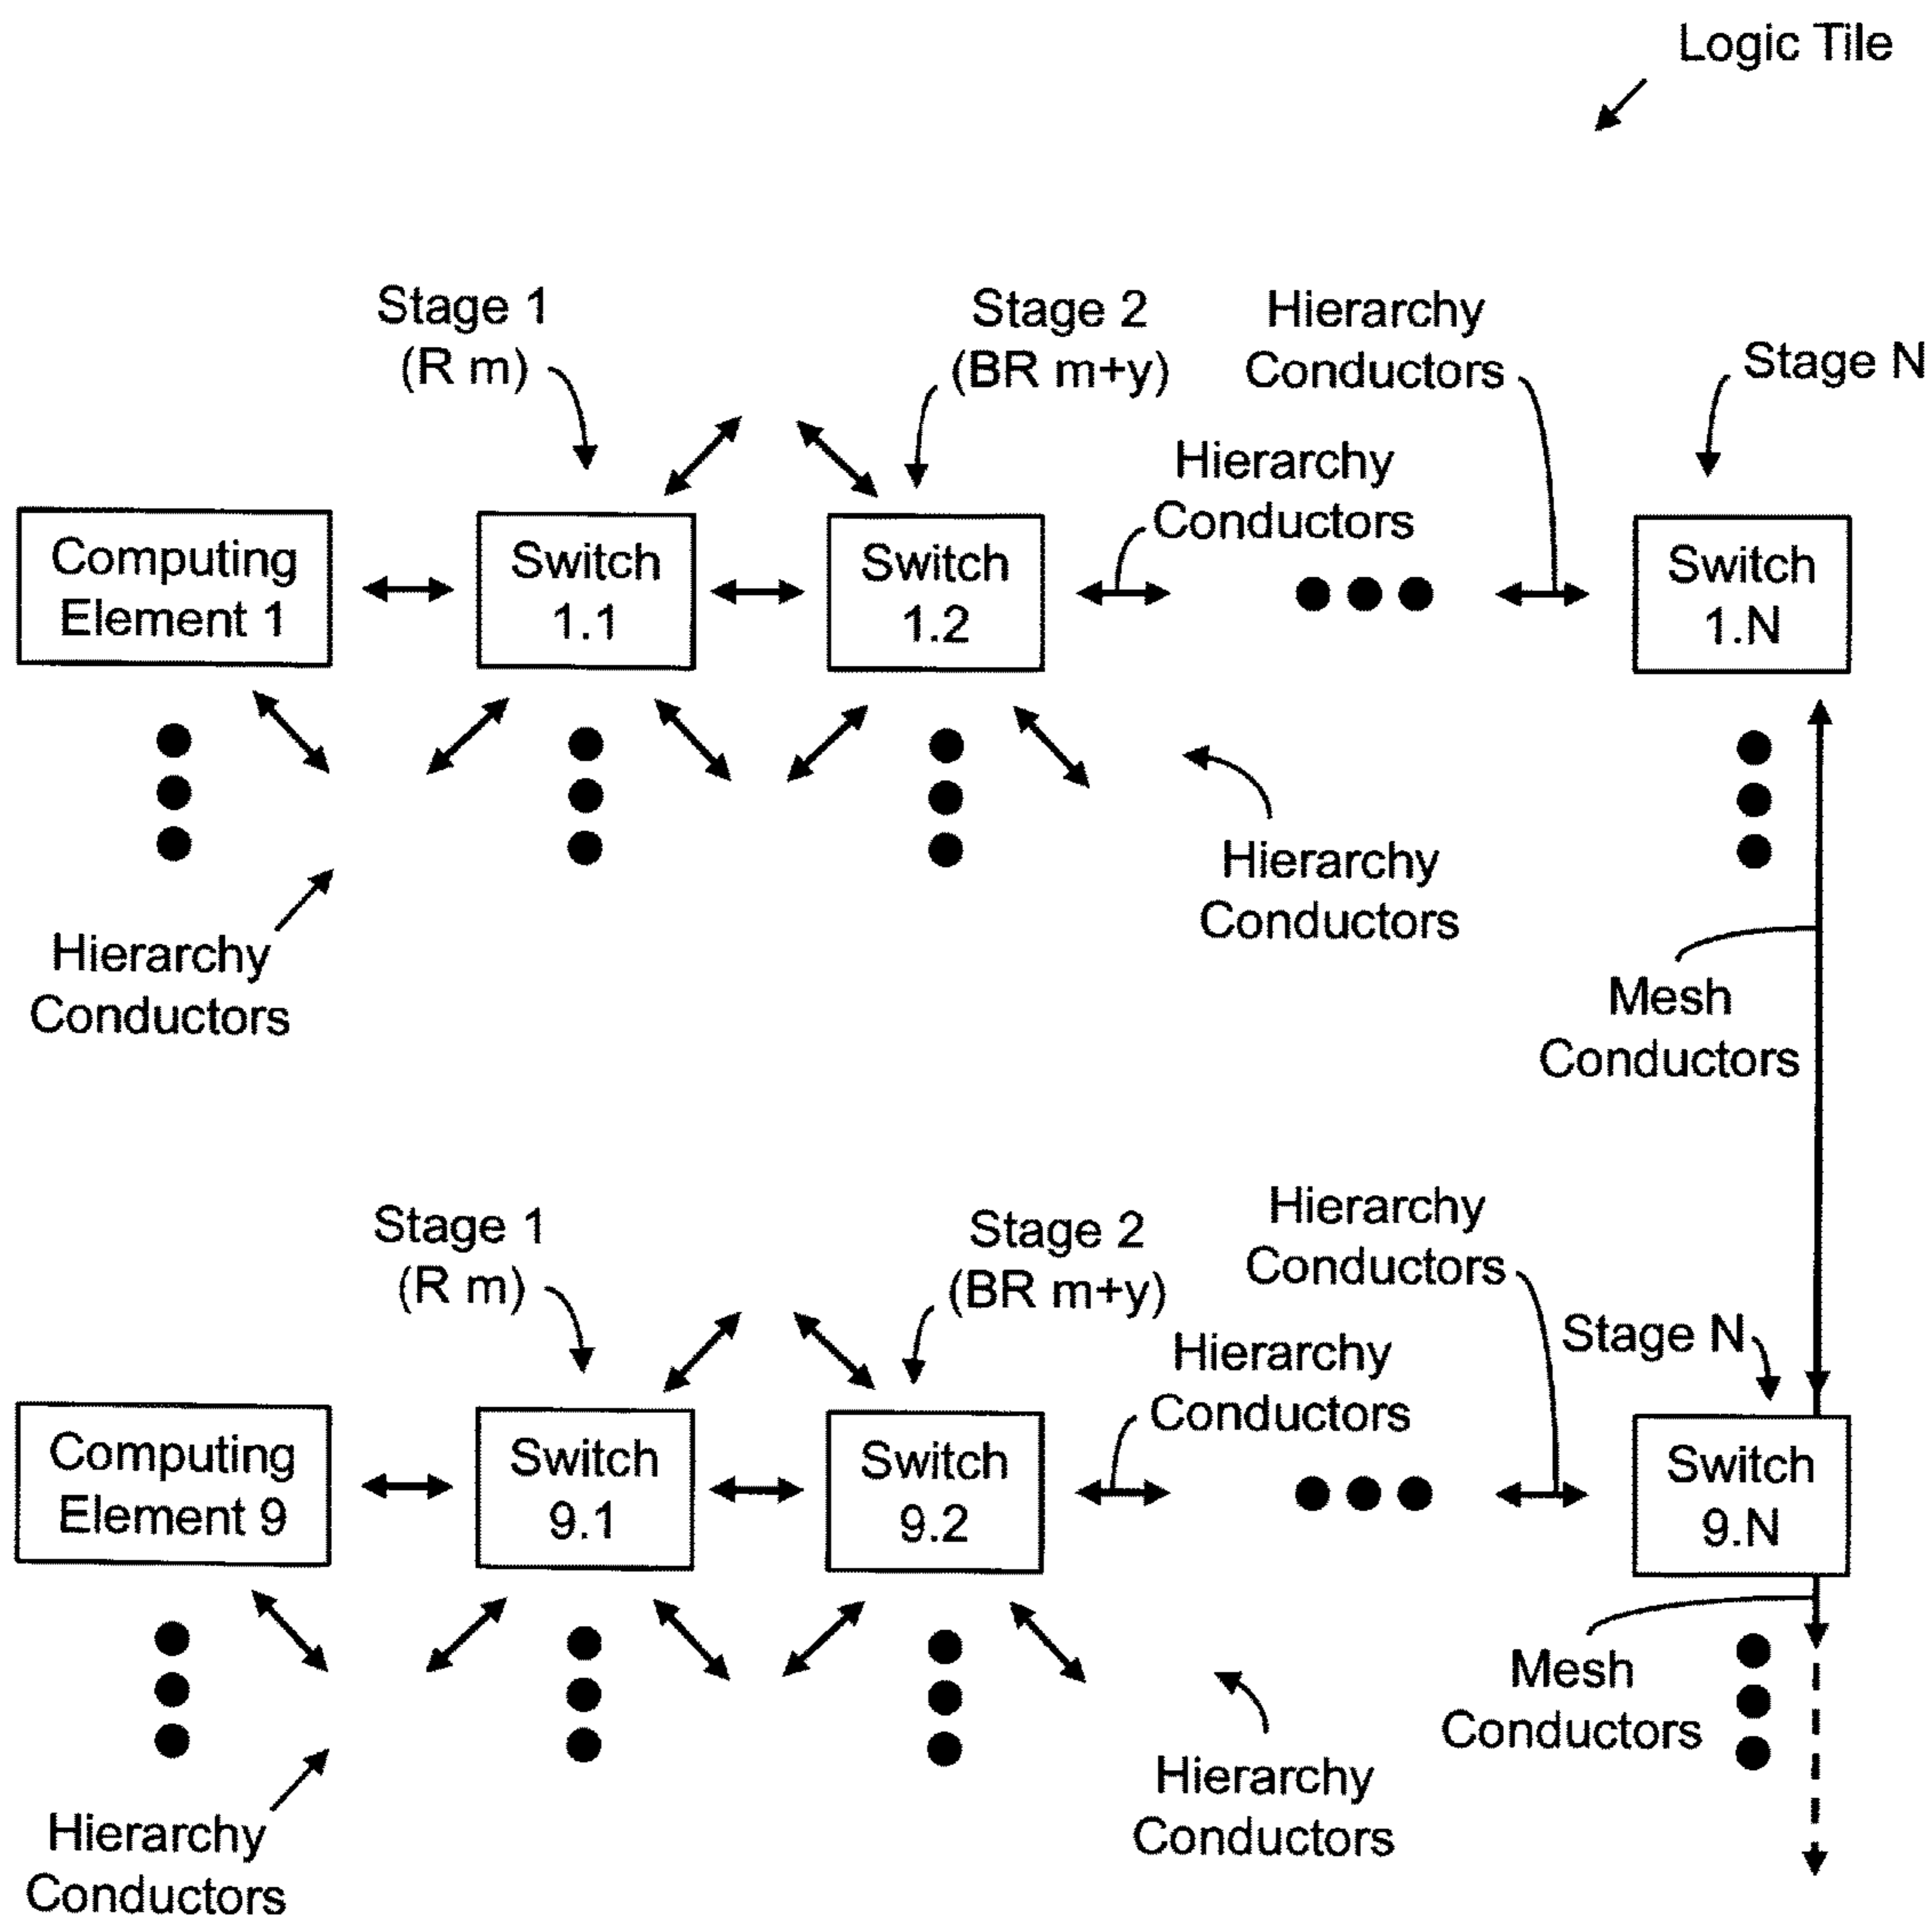 Logic Tile
Stage 1
(R m)
Stage 2
(BR m+y)
Hierarchy
Conductors
Stage N
Hierarchy
Conductors
Computing
Element 1
Switch
1.1
Switch
1.2
Switch
1.N
Hierarchy
Conductors
Hierarchy
Conductors
Mesh
Conductors
Stage 1
(R m)
Stage 2
(BR m+y)
Hierarchy
Conductors
Stage N
Hierarchy
Conductors
Computing
Element 9
Switch
9.1
Switch
9.2
Switch
9.N
Mesh
Conductors
Hierarchy
Conductors
Hierarchy
Conductors